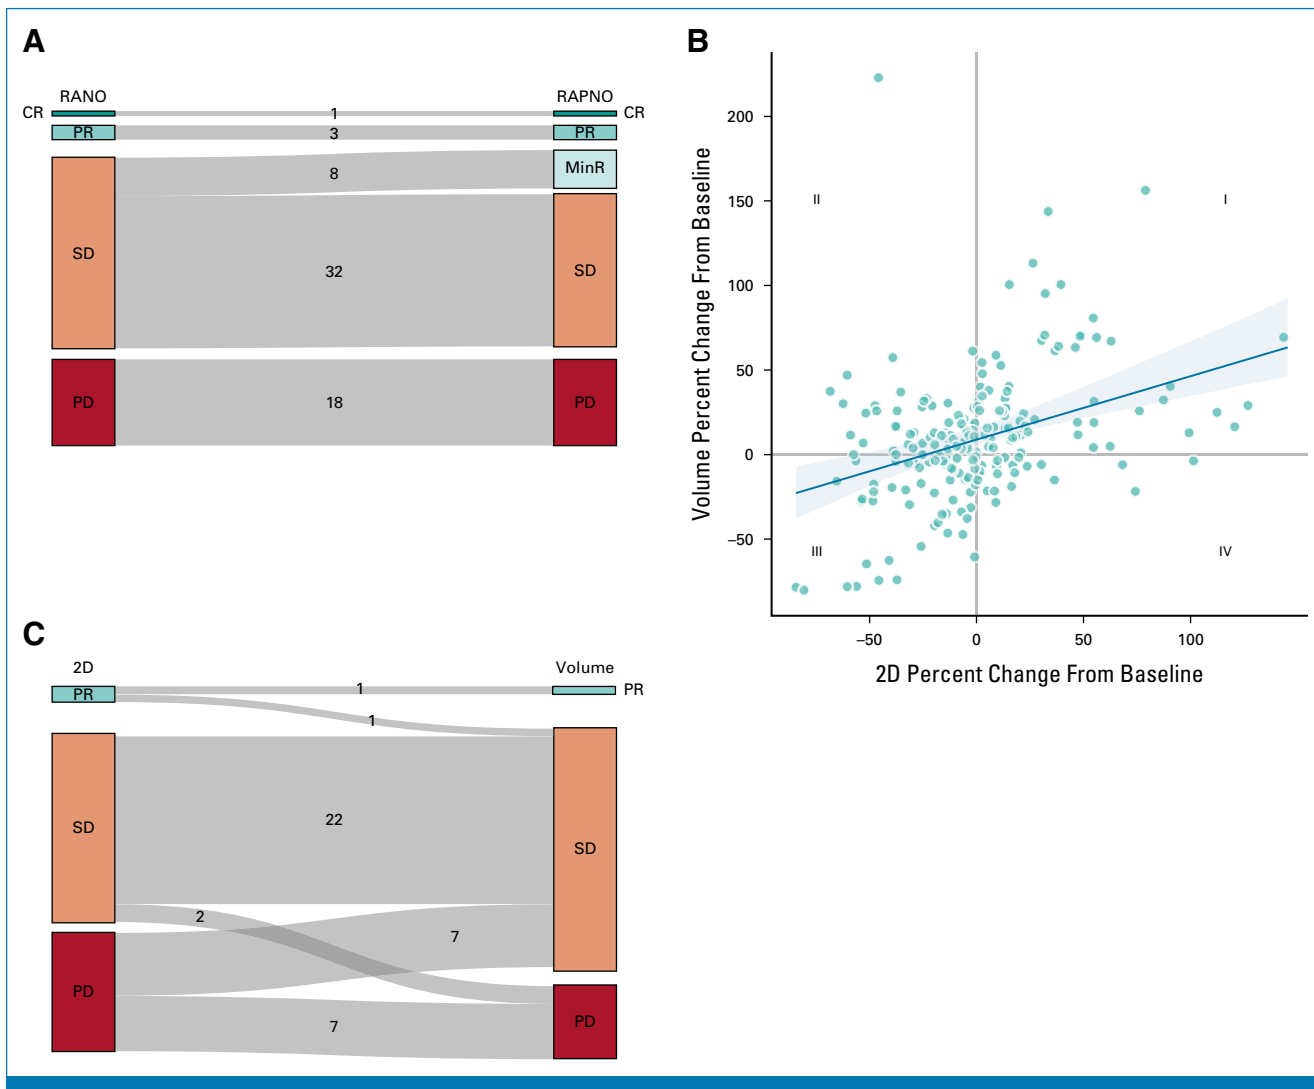 A
RANO
RAPNO
CR
1
CR
PR
3
PR
8
MinR
SD
32
SD
PD
18
PD
B
Volume Percent Change From Baseline
200
150
100
50
0
–50
II
I
III
IV
–50
0
50
100
2D Percent Change From Baseline
C
2D
Volume
PR
1
PR
1
SD
22
SD
2
7
PD
7
PD